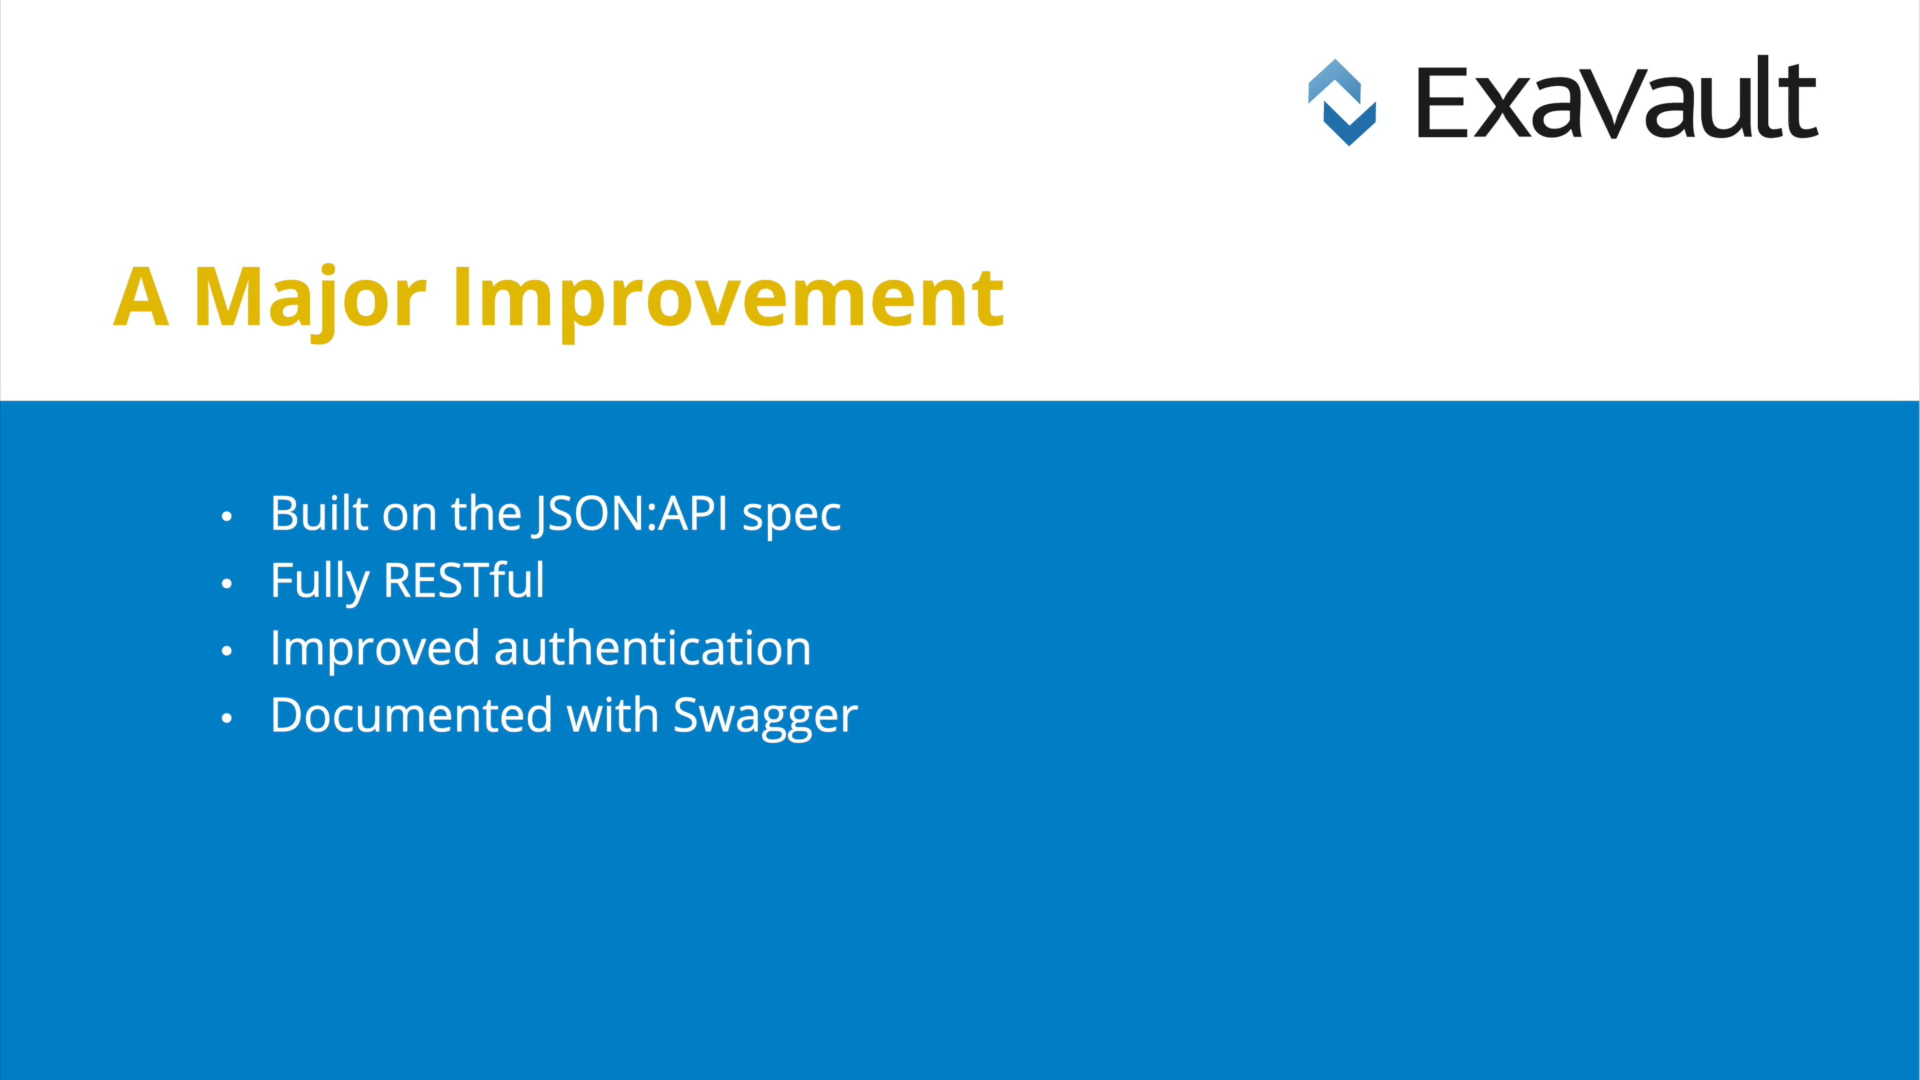 ExaVault
A Major Improvement
• Built on the JSON:API spec
• Fully RESTful
• Improved authentication
• Documented with Swagger